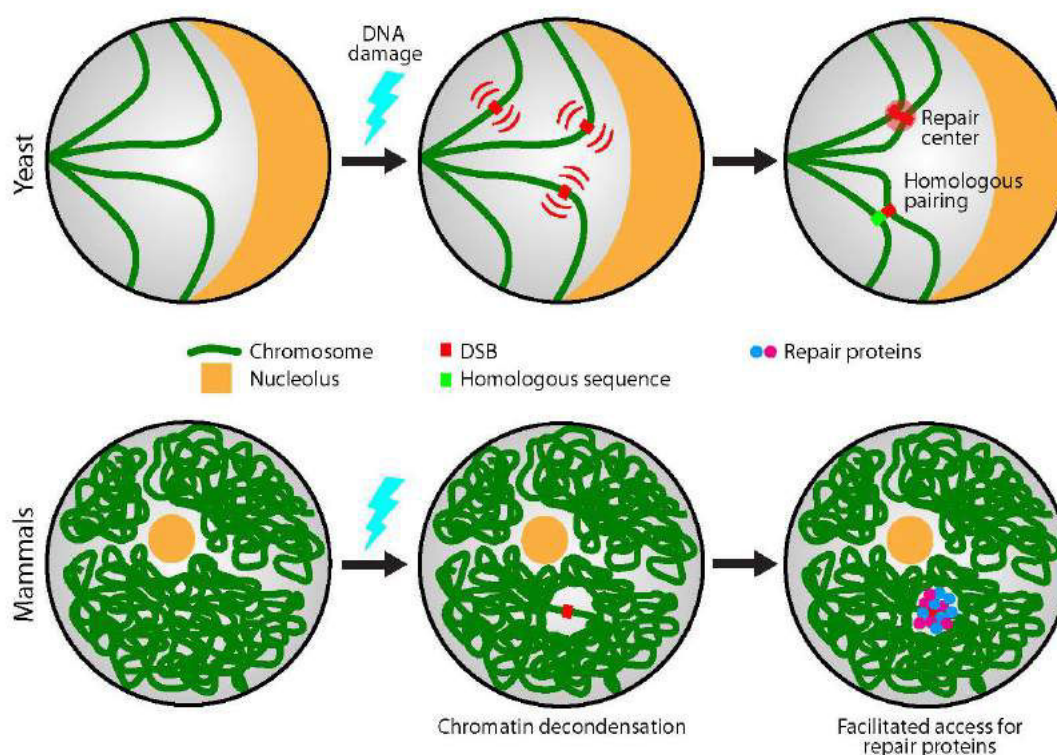 DNA
damage
Yeast
Repair
center
Homologous
pairing
Chromosome
DSB
Repair proteins
Nucleolus
Homologous sequence
Mammals
Chromatin decondensation
Facilitated access for
repair proteins